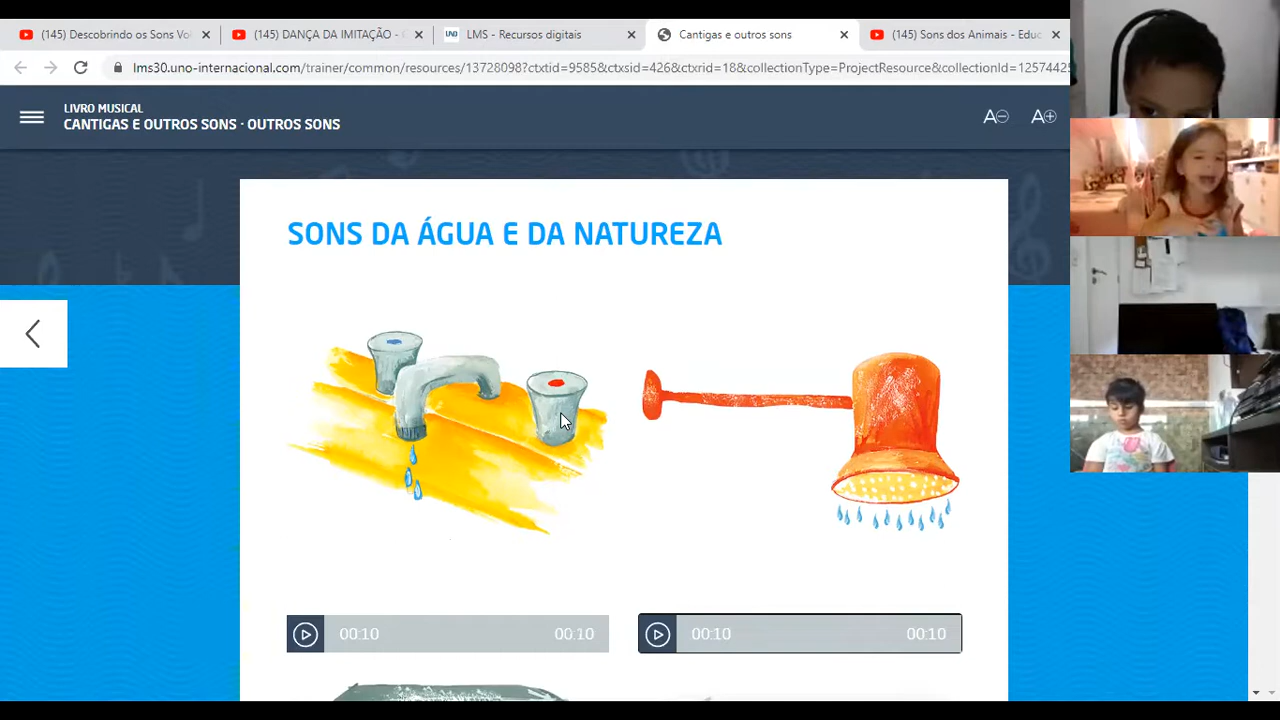 (145) Descobrindo os Sons Vo
(145) DANÇA DA IMITAÇÃO -
UNO LMS - Recursos digitais
Cantigas e outros sons
(145) Sons dos Animais - Educ
lms30.uno-internacional.com/trainer/common/resources/13728098?ctxtid=9585&ctxsid=426&ctxrid=18&collectionType=ProjectResource&collectionId=12574425
LIVRO MUSICAL
CANTIGAS E OUTROS SONS · OUTROS SONS
A A
SONS DA ÁGUA E DA NATUREZA
00:10 00:10
00:10 00:10